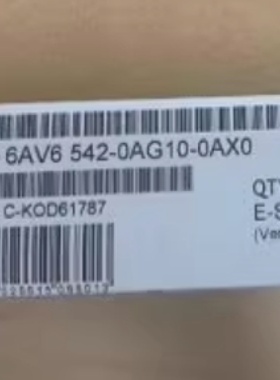 6AV6 542-0AG10-0AX0
QT
C-KOD61787
E-S
(Ver